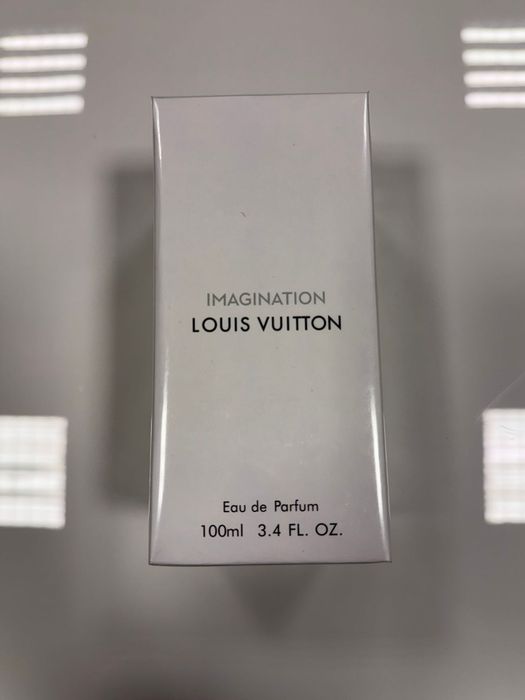 IMAGINATION
LOUIS VUITTON
Eau de Parfum
100ml 3.4 FL. OZ.